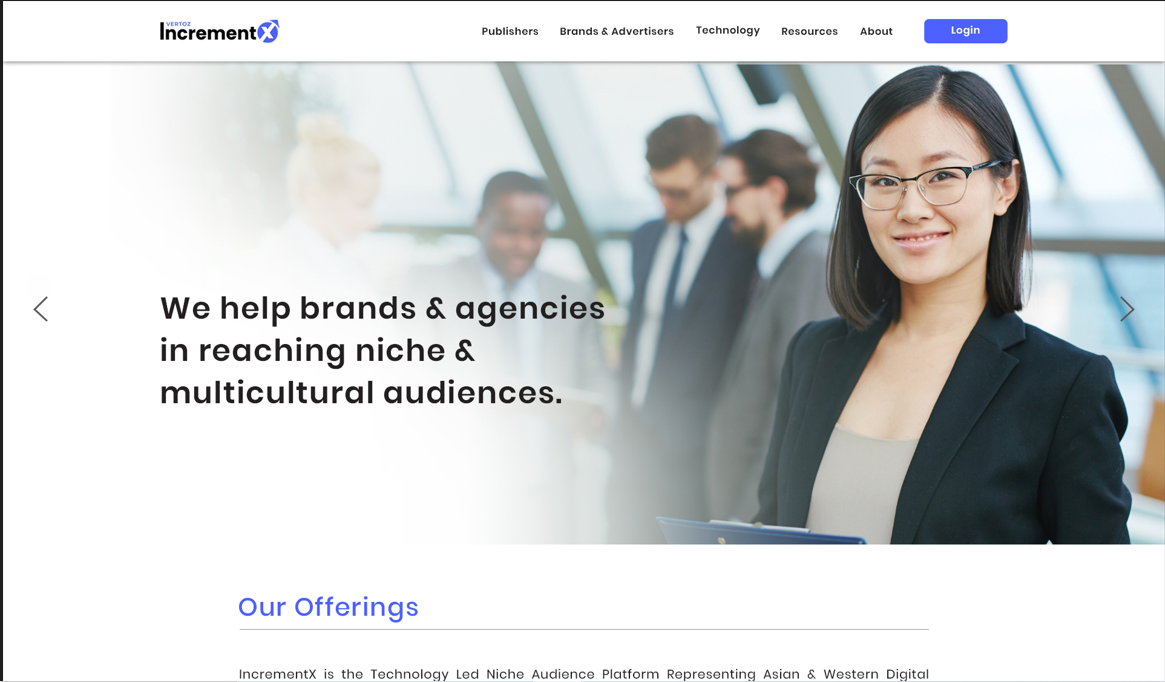 VERTOZ
IncrementX
Publishers Brands & Advertisers Technology Resources About Login
We help brands & agencies
in reaching niche &
multicultural audiences.
Our Offerings
IncrementX is the Technology Led Niche Audience Platform Representing Asian & Western Digital